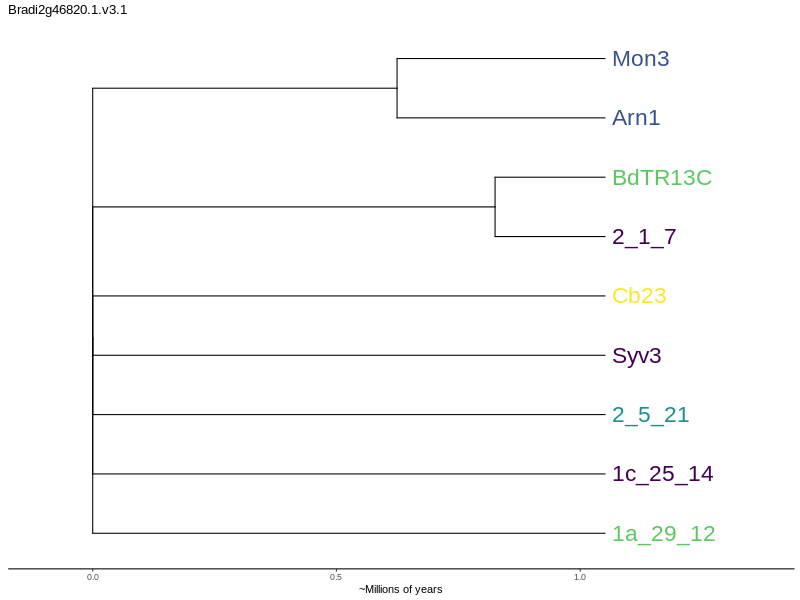 Bradi2g46820.1.v3.1
Mon3
Arn1
BdTR13C
2_1_7
Cb23
Syv3
2_5_21
1c_25_14
1a_29_12
0.0 0.5 1.0
~Millions of years